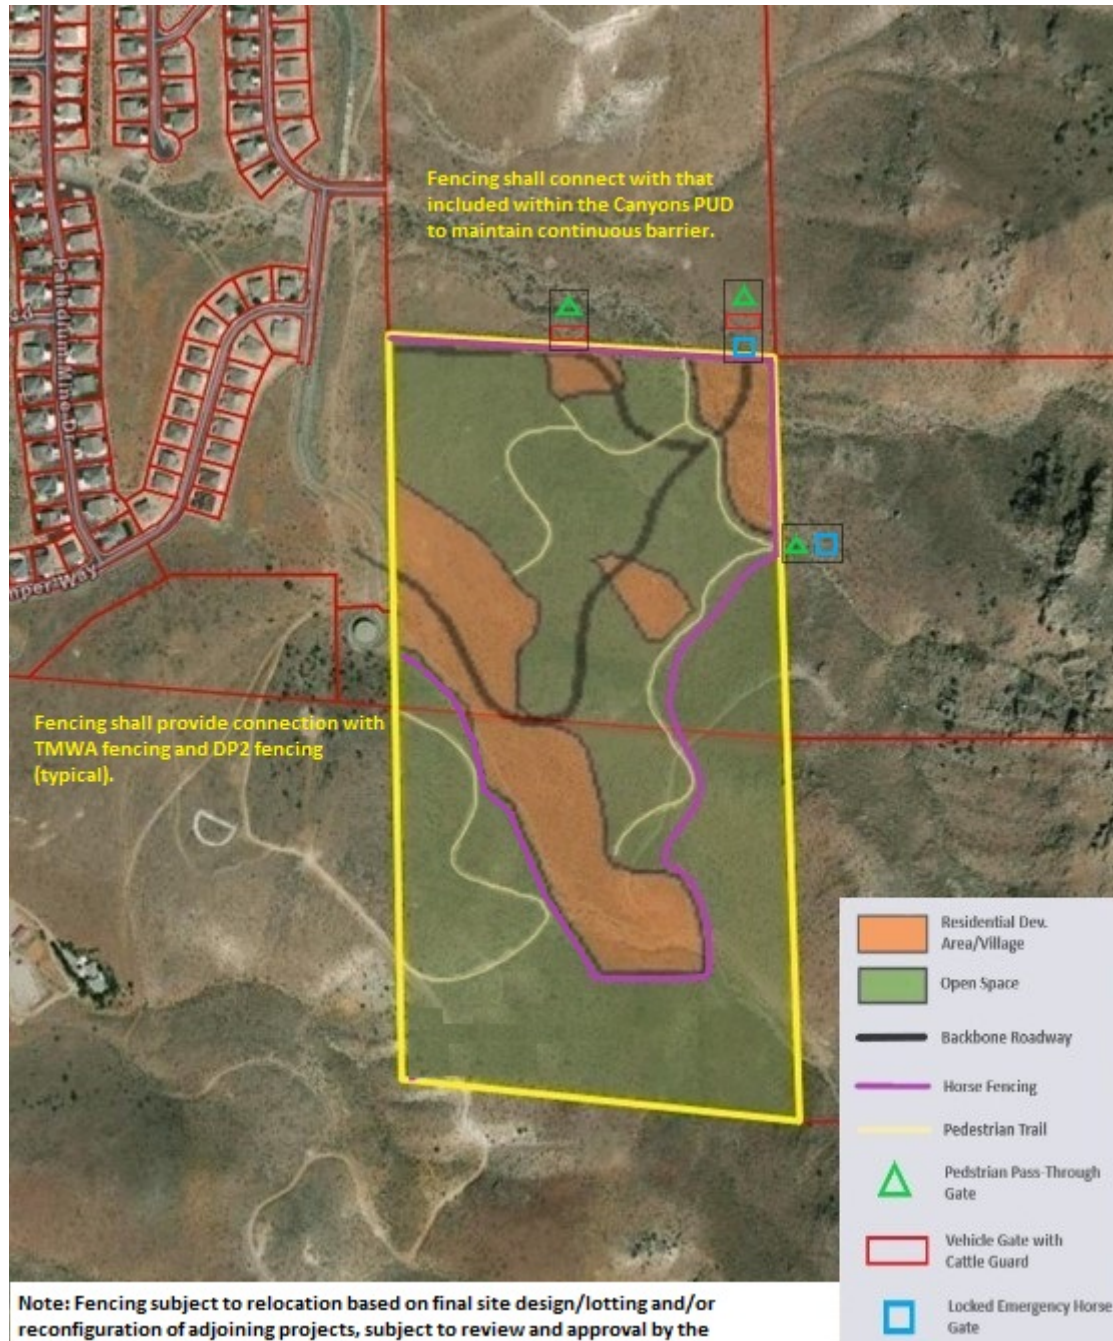 Fencing shall connect with that
included within the Canyons PUD
to maintain continuous barrier.
Palladium Mine Dr
mper Way
Fencing shall provide connection with
TMWA fencing and DP2 fencing
(typical).
Residential Dev.
Area/Village
Open Space
Backbone Roadway
Horse Fencing
Pedestrian Trail
Pedstrian Pass-Through
Gate
Vehicle Gate with
Cattle Guard
Locked Emergency Horse
Gate
Note: Fencing subject to relocation based on final site design/lotting and/or
reconfiguration of adjoining projects, subject to review and approval by the